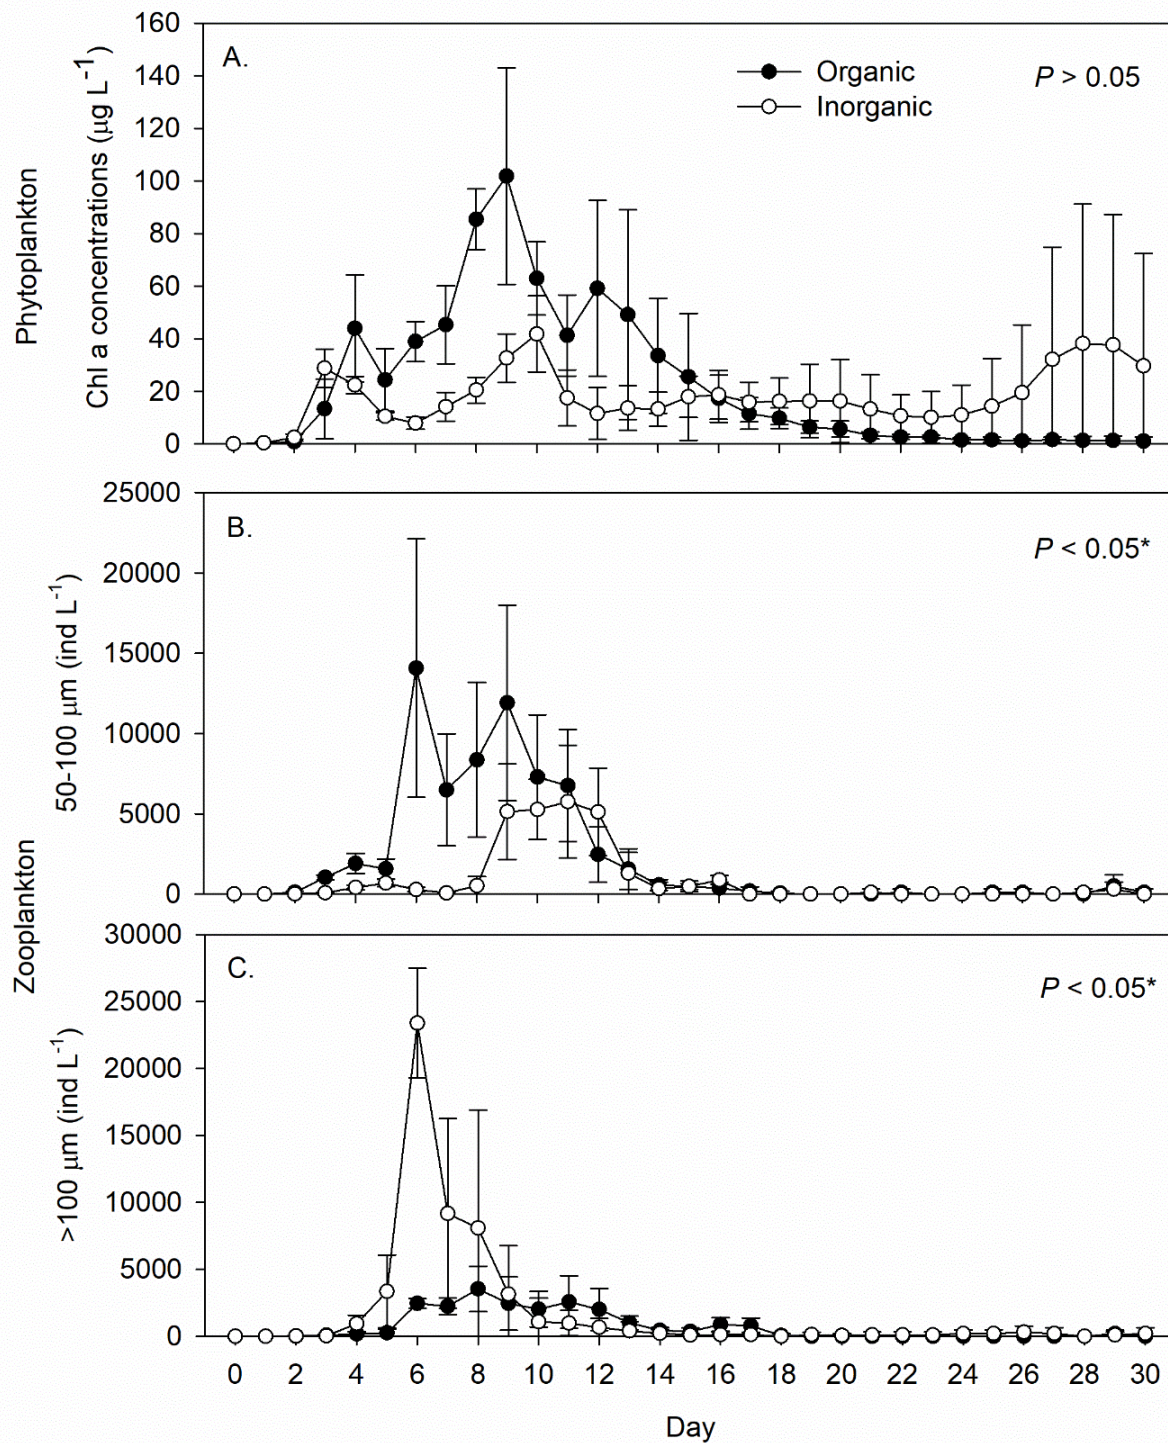 Phytoplankton
Chl a concentrations (µg L⁻¹)
160
140
120
100
80
60
40
20
0
A.
Organic
Inorganic
P > 0.05
Zooplankton
50-100 µm (ind L⁻¹)
25000
20000
15000
10000
5000
0
B.
P < 0.05*
>100 µm (ind L⁻¹)
30000
25000
20000
15000
10000
5000
0
C.
P < 0.05*
0 2 4 6 8 10 12 14 16 18 20 22 24 26 28 30
Day